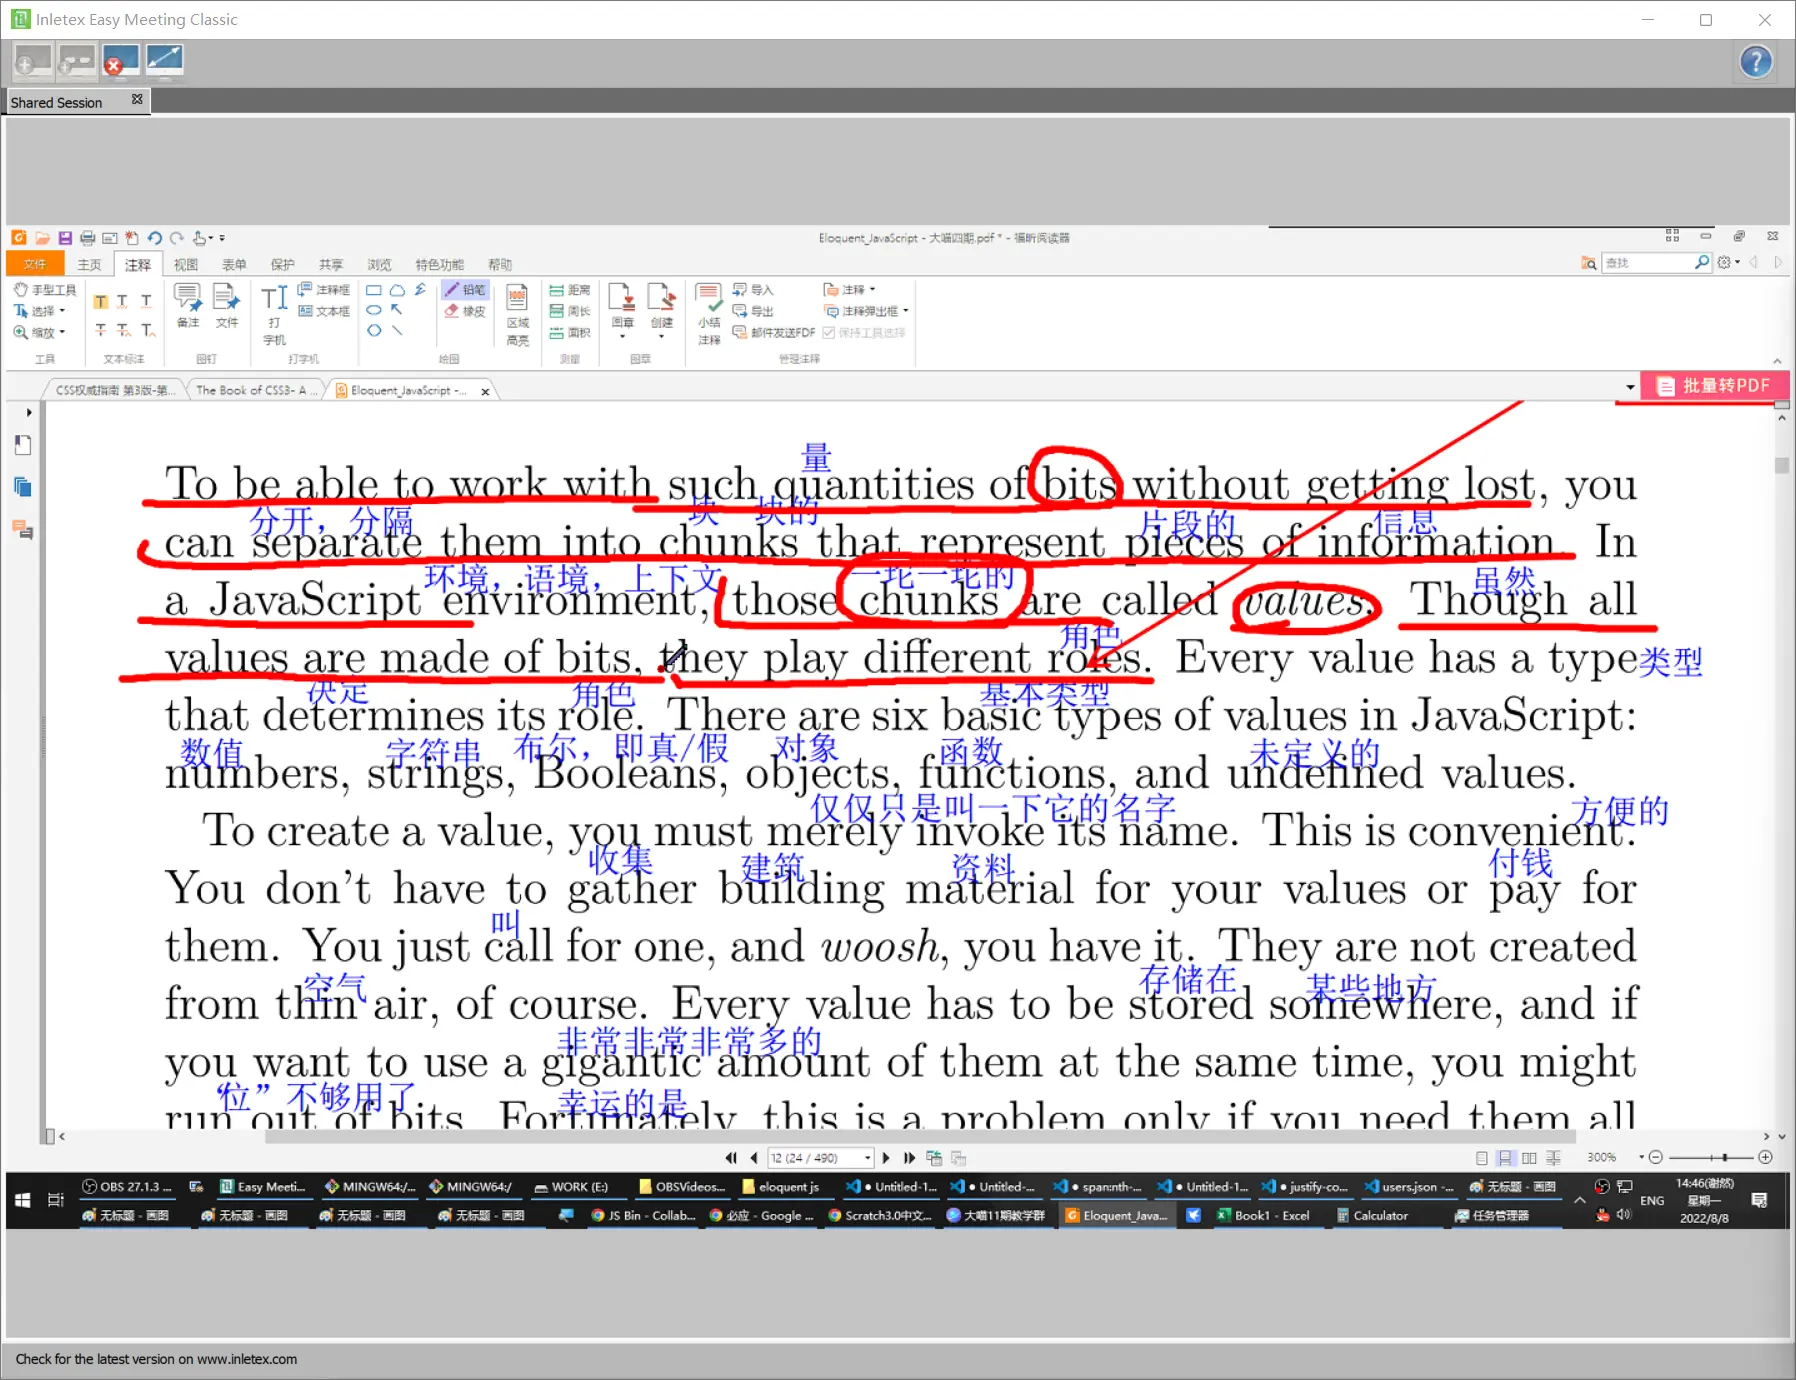 Inletex Easy Meeting Classic
Shared Session
Eloquent_JavaScript - 大喵四期.pdf * - 福昕阅读器
文件 主页 注释 视图 表单 保护 共享 浏览 特色功能 帮助
查找
手型工具 选择 缩放 工具
文本标注
备注 文件 图钉
打字机 注释框 文本框 打字机
铅笔 橡皮 绘图
区域高亮
距离 周长 面积 测量
图章 创建 图章
小结注释 导入 导出 邮件发送FDF 注释 注释弹出框 保持工具选择 管理注释
CSS权威指南 第3版-第... The Book of CSS3- A ... Eloquent_JavaScript -...
批量转PDF
量
To be able to work with such quantities of bits without getting lost, you
分开，分隔 块一块的 片段的 信息
can separate them into chunks that represent pieces of information. In
环境，语境，上下文 一坨一坨的 虽然
a JavaScript environment, those chunks are called values. Though all
角色
values are made of bits, they play different roles. Every value has a type 类型
决定 角色 基本类型
that determines its role. There are six basic types of values in JavaScript:
数值 字符串 布尔，即真/假 对象 函数 未定义的
numbers, strings, Booleans, objects, functions, and undefined values.
仅仅只是叫一下它的名字 方便的
To create a value, you must merely invoke its name. This is convenient.
收集 建筑 资料 付钱
You don't have to gather building material for your values or pay for
叫
them. You just call for one, and woosh, you have it. They are not created
空气 存储在 某些地方
from thin air, of course. Every value has to be stored somewhere, and if
非常非常非常多的
you want to use a gigantic amount of them at the same time, you might
“位”不够用了 幸运的是
run out of bits. Fortunately, this is a problem only if you need them all
12 (24 / 490)
300%
OBS 27.1.3 ... Easy Meeti... MINGW64:/... MINGW64:/ WORK (E:) OBSVideos... eloquent js Untitled-1... Untitled-... span:nth-... Untitled-1... justify-co... users.json -... 无标题 - 画图
无标题 - 画图 无标题 - 画图 无标题 - 画图 无标题 - 画图 JS Bin - Collab... 必应 - Google ... Scratch3.0中文... 大喵11期教学群 Eloquent_Java... Book1 - Excel Calculator 任务管理器
ENG
14:46(谢然)
星期一
2022/8/8
Check for the latest version on www.inletex.com